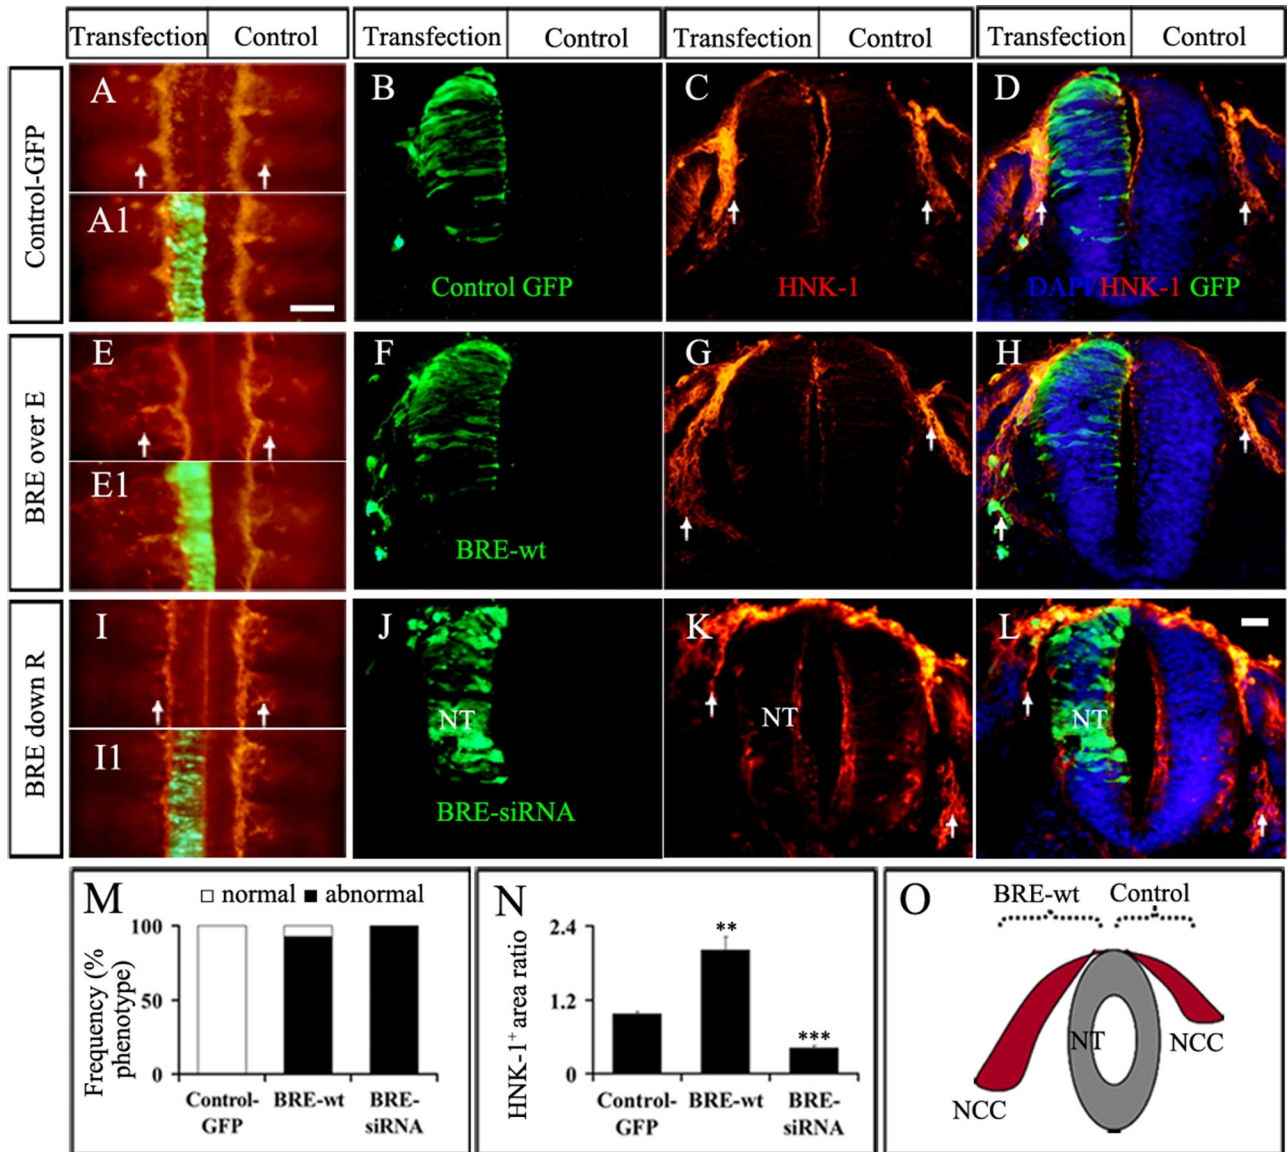 Transfection Control Transfection Control Transfection Control Transfection Control
Control-GFP
A
B
C
D
A1
Control GFP
HNK-1
DAPI/HNK-1 GFP
BRE over E
E
F
G
H
E1
BRE-wt
BRE down R
I
J
K
L
NT
NT
NT
I1
BRE-siRNA
M
normal abnormal
Frequency (%
phenotype)
100
50
0
Control-
GFP
BRE-wt
BRE-
siRNA
N
HNK-1+ area ratio
2.4
1.2
0
**
***
Control-
GFP
BRE-wt
BRE-
siRNA
O
BRE-wt Control
NT
NCC
NCC